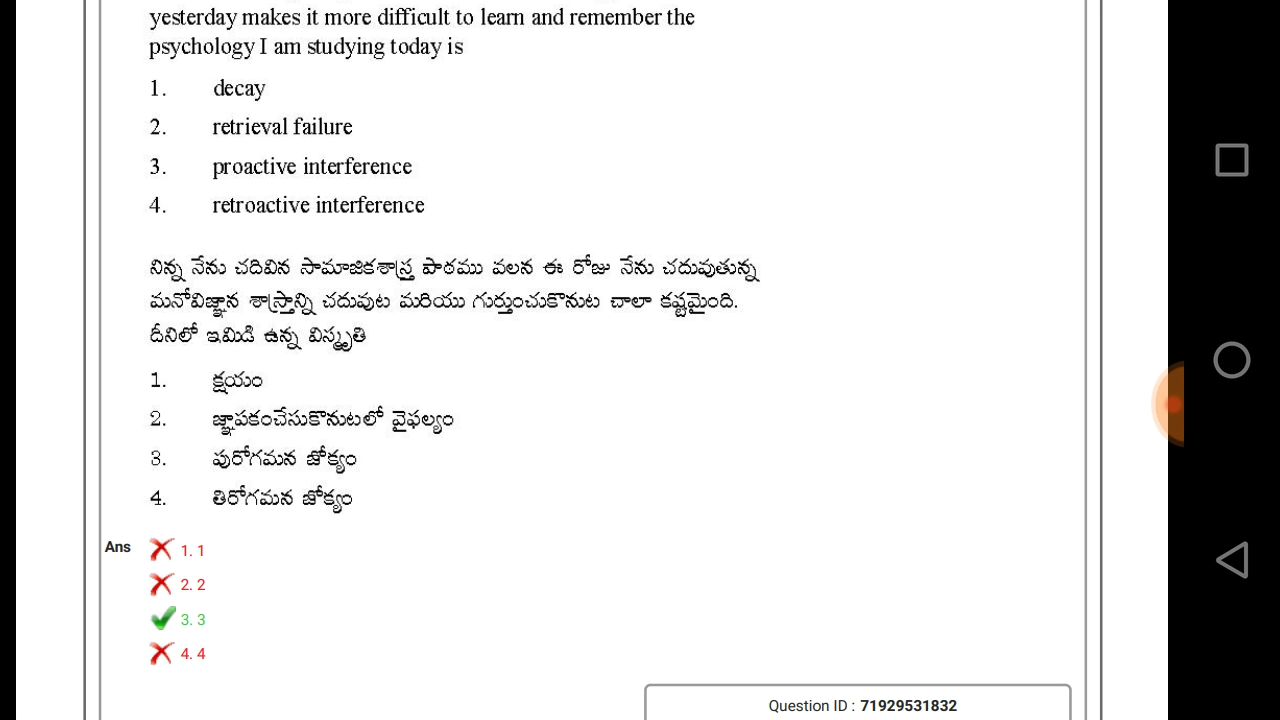 yesterday makes it more difficult to learn and remember the
psychology I am studying today is
1. decay
2. retrieval failure
3. proactive interference
4. retroactive interference
నిన్న నేను చదివిన సామాజికశాస్త్ర పాఠము వలన ఈ రోజు నేను చదువుతున్న
మనోవిజ్ఞాన శాస్త్రాన్ని చదువుట మరియు గుర్తుంచుకొనుట చాలా కష్టమైంది.
దీనిలో ఇమిడి ఉన్న విస్మృతి
1. క్షయం
2. జ్ఞాపకంచేసుకొనుటలో వైఫల్యం
3. పురోగమన జోక్యం
4. తిరోగమన జోక్యం
Ans 1. 1
2. 2
3. 3
4. 4
Question ID : 71929531832